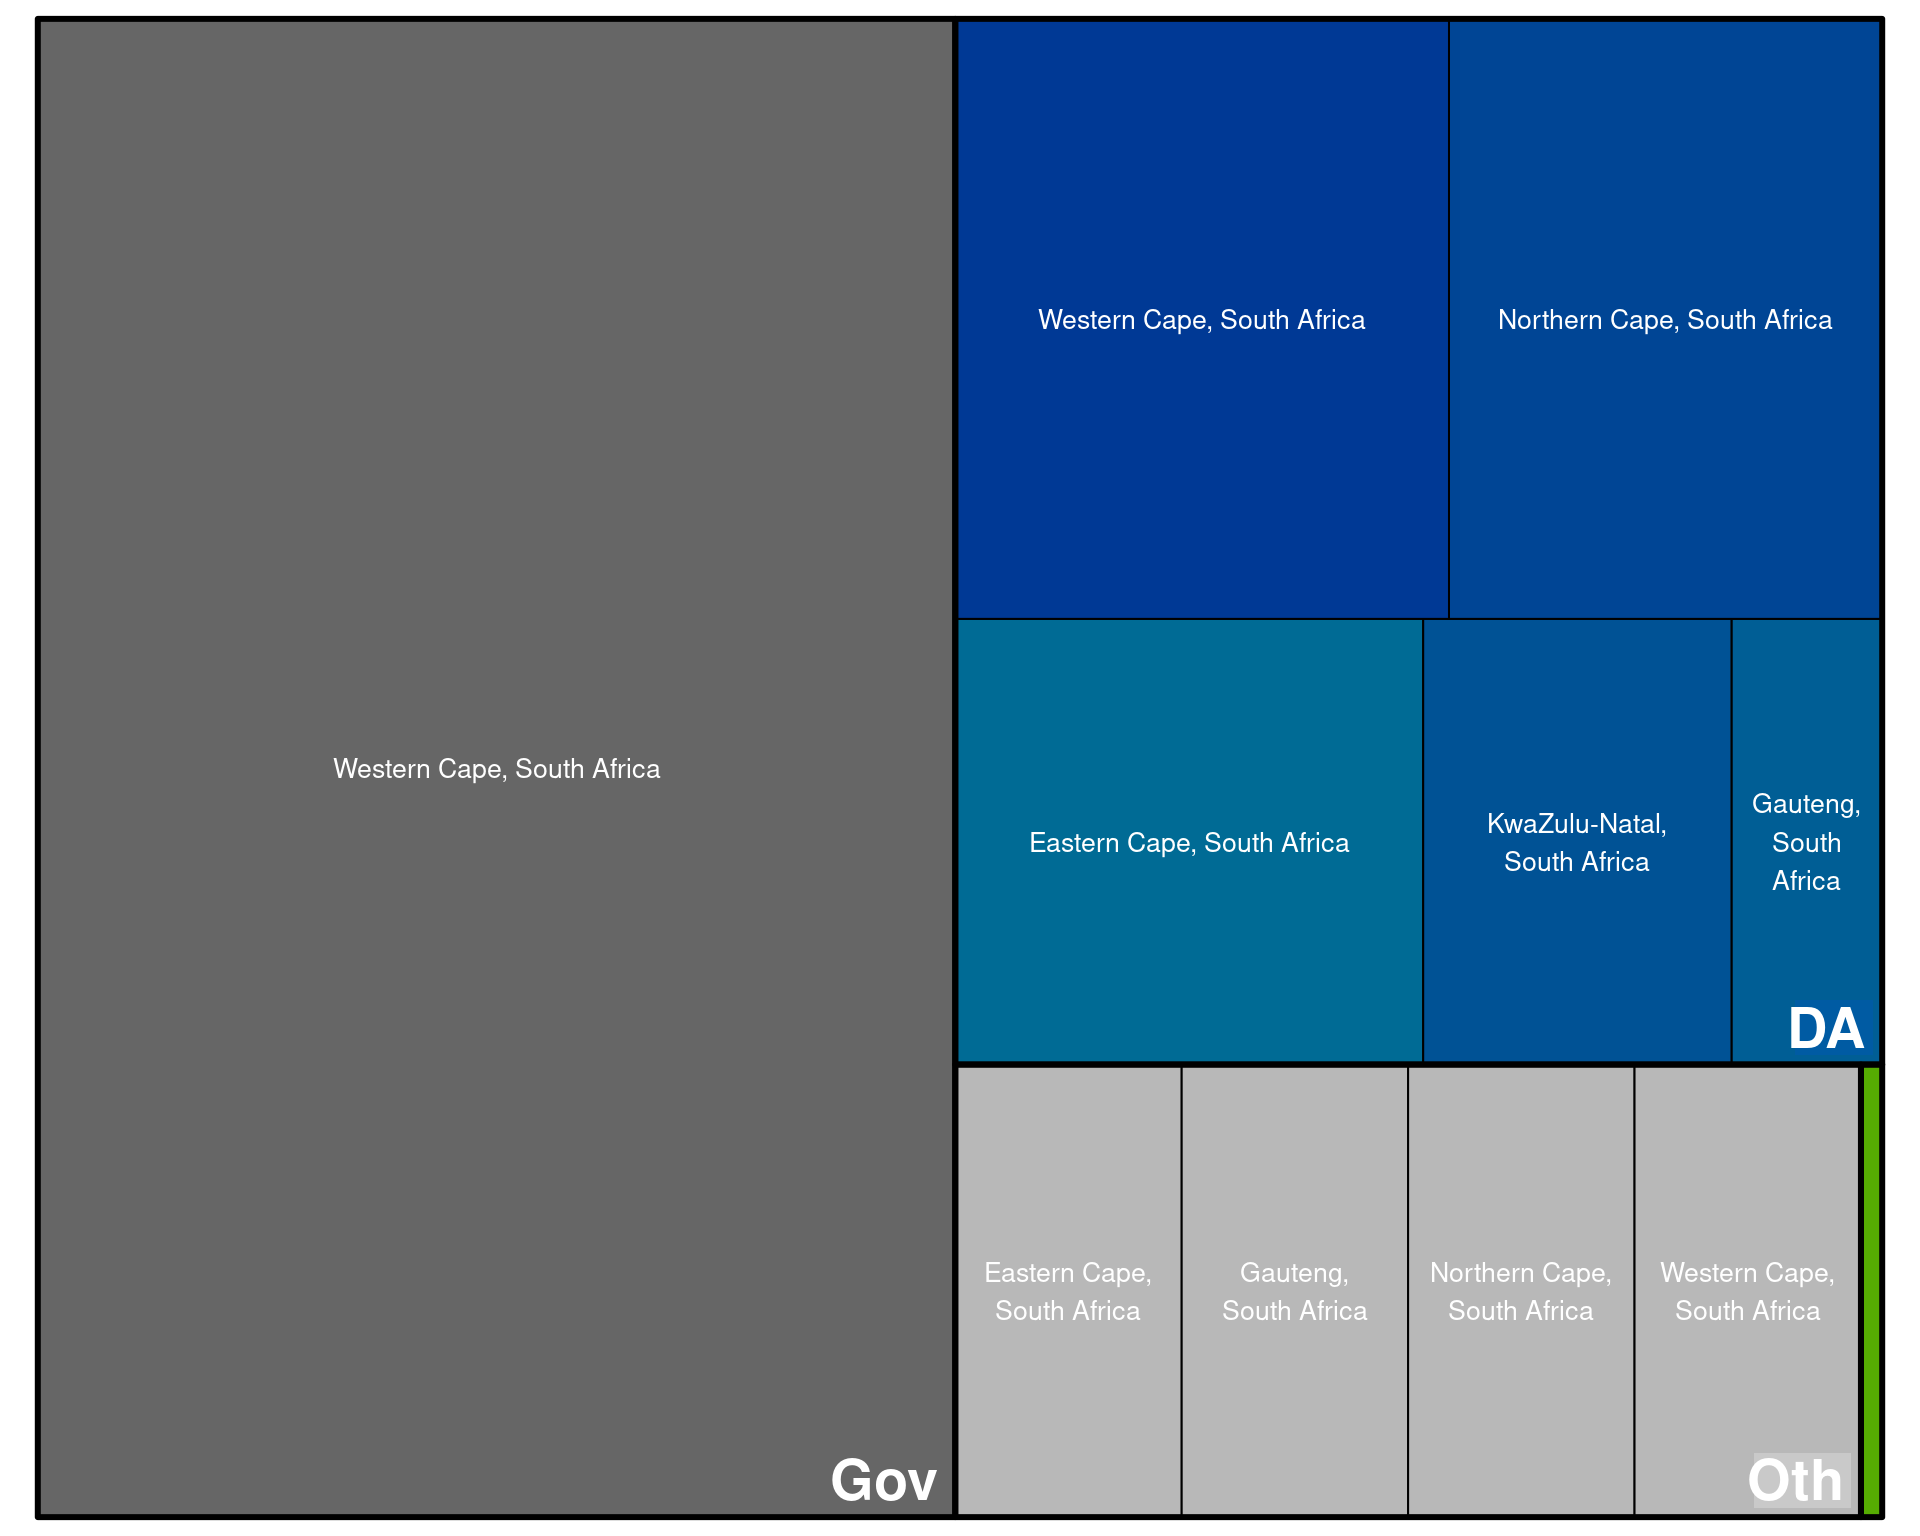 Western Cape, South Africa
Gov
Western Cape, South Africa
Northern Cape, South Africa
Eastern Cape, South Africa
KwaZulu-Natal,
South Africa
Gauteng,
South
Africa
DA
Eastern Cape,
South Africa
Gauteng,
South Africa
Northern Cape,
South Africa
Western Cape,
South Africa
Oth